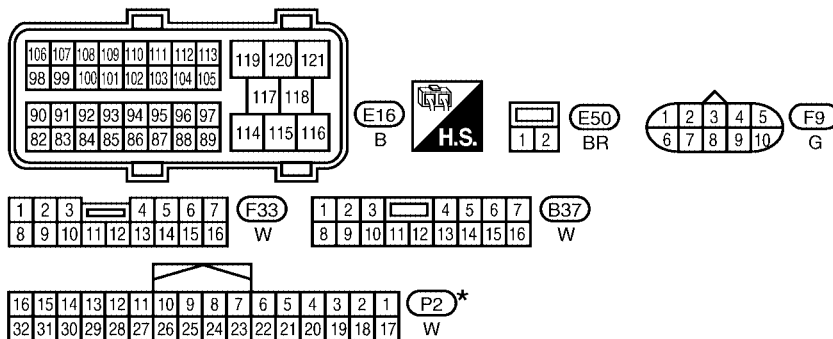 106 107 108 109 110 111 112 113
98 99 100 101 102 103 104 105
90 91 92 93 94 95 96 97
82 83 84 85 86 87 88 89
119 120 121
117 118
114 115 116
E16
B
H.S.
1 2
E50
BR
1 2 3 4 5
6 7 8 9 10
F9
G
1 2 3 4 5 6 7
8 9 10 11 12 13 14 15 16
F33
W
1 2 3 4 5 6 7
8 9 10 11 12 13 14 15 16
B37
W
16 15 14 13 12 11 10 9 8 7 6 5 4 3 2 1
32 31 30 29 28 27 26 25 24 23 22 21 20 19 18 17
P2*
W